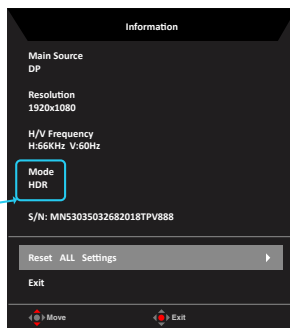 Information
Main Source
DP
Resolution
1920x1080
H/V Frequency
H:66KHz V:60Hz
Mode
HDR
S/N: MN53035032682018TPV888
Reset ALL Settings
Exit
Move Exit